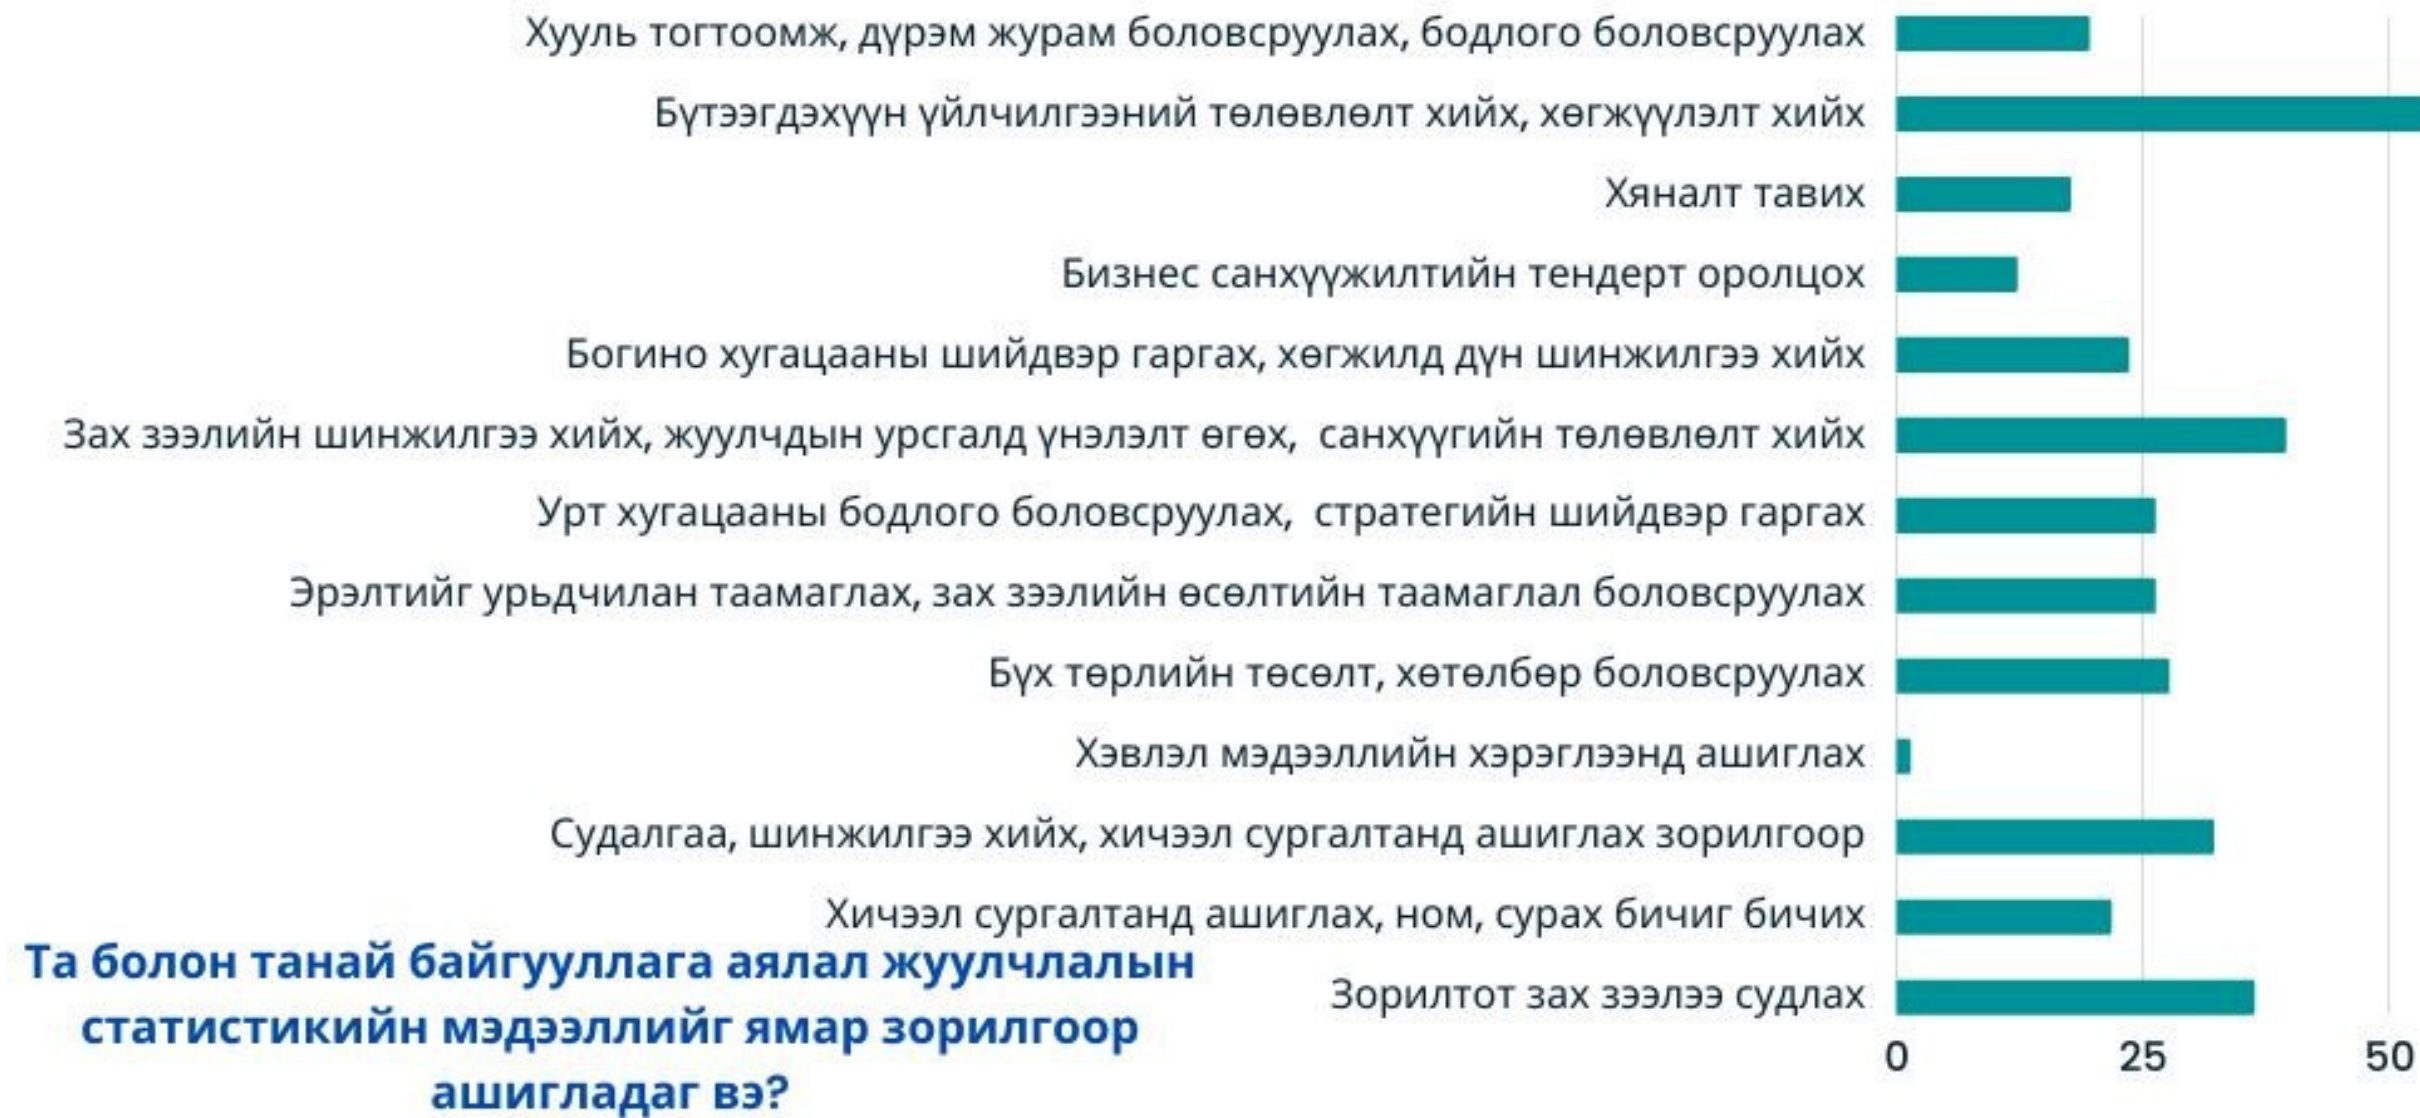 Хууль тогтоомж, дүрэм журам боловсруулах, бодлого боловсруулах
Бүтээгдэхүүн үйлчилгээний төлөвлөлт хийх, хөгжүүлэлт хийх
Хяналт тавих
Бизнес санхүүжилтийн тендерт оролцох
Богино хугацааны шийдвэр гаргах, хөгжилд дүн шинжилгээ хийх
Зах зээлийн шинжилгээ хийх, жуулчдын урсгалд үнэлэлт өгөх, санхүүгийн төлөвлөлт хийх
Урт хугацааны бодлого боловсруулах, стратегийн шийдвэр гаргах
Эрэлтийг урьдчилан таамаглах, зах зээлийн өсөлтийн таамаглал боловсруулах
Бүх төрлийн төсөлт, хөтөлбөр боловсруулах
Хэвлэл мэдээллийн хэрэглээнд ашиглах
Судалгаа, шинжилгээ хийх, хичээл сургалтанд ашиглах зорилгоор
Хичээл сургалтанд ашиглах, ном, сурах бичиг бичих
Зорилтот зах зээлээ судлах
0 25 50
Та болон танай байгууллага аялал жуулчлалын
статистикийн мэдээллийг ямар зорилгоор
ашигладаг вэ?